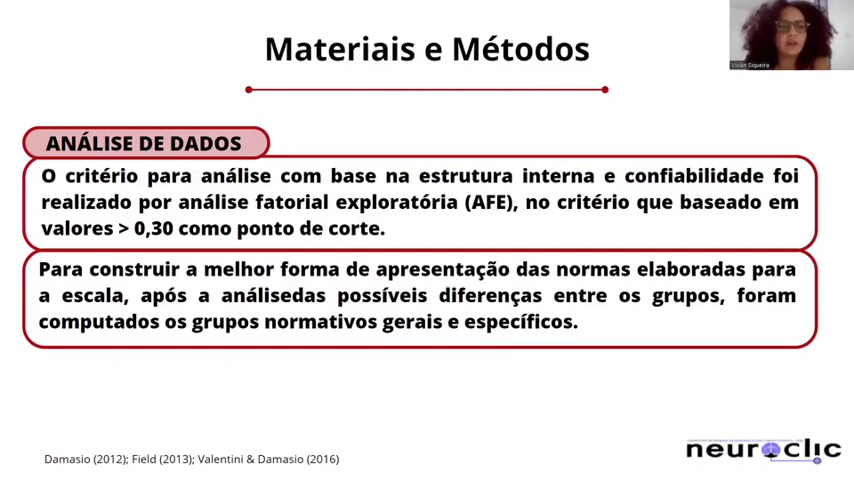 Materiais e Métodos
Vivian Siqueira
ANÁLISE DE DADOS
O critério para análise com base na estrutura interna e confiabilidade foi
realizado por análise fatorial exploratória (AFE), no critério que baseado em
valores > 0,30 como ponto de corte.
Para construir a melhor forma de apresentação das normas elaboradas para
a escala, após a análisedas possíveis diferenças entre os grupos, foram
computados os grupos normativos gerais e específicos.
Damasio (2012); Field (2013); Valentini & Damasio (2016)
neuroclic